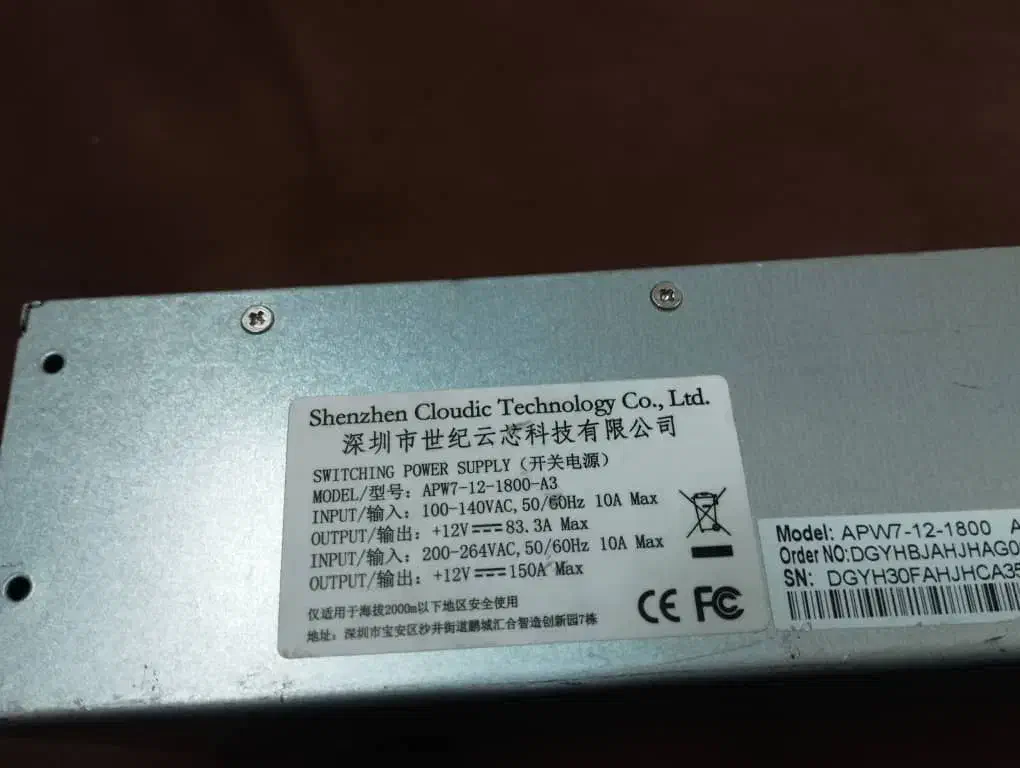 Shenzhen Cloudic Technology Co., Ltd.
深圳市世纪云芯科技有限公司
SWITCHING POWER SUPPLY（开关电源）
MODEL/型号：APW7-12-1800-A3
INPUT/输入：100-140VAC,50/60Hz 10A Max
OUTPUT/输出：+12V⎓83.3A Max
INPUT/输入：200-264VAC,50/60Hz 10A Max
OUTPUT/输出：+12V⎓150A Max
仅适用于海拔2000m以下地区安全使用
地址：深圳市宝安区沙井街道鹏城汇合智造创新园7栋
CE FC
Model: APW7-12-1800 A
Order NO:DGYHBJAHJHAG0
SN: DGYH30FAHJHCA35